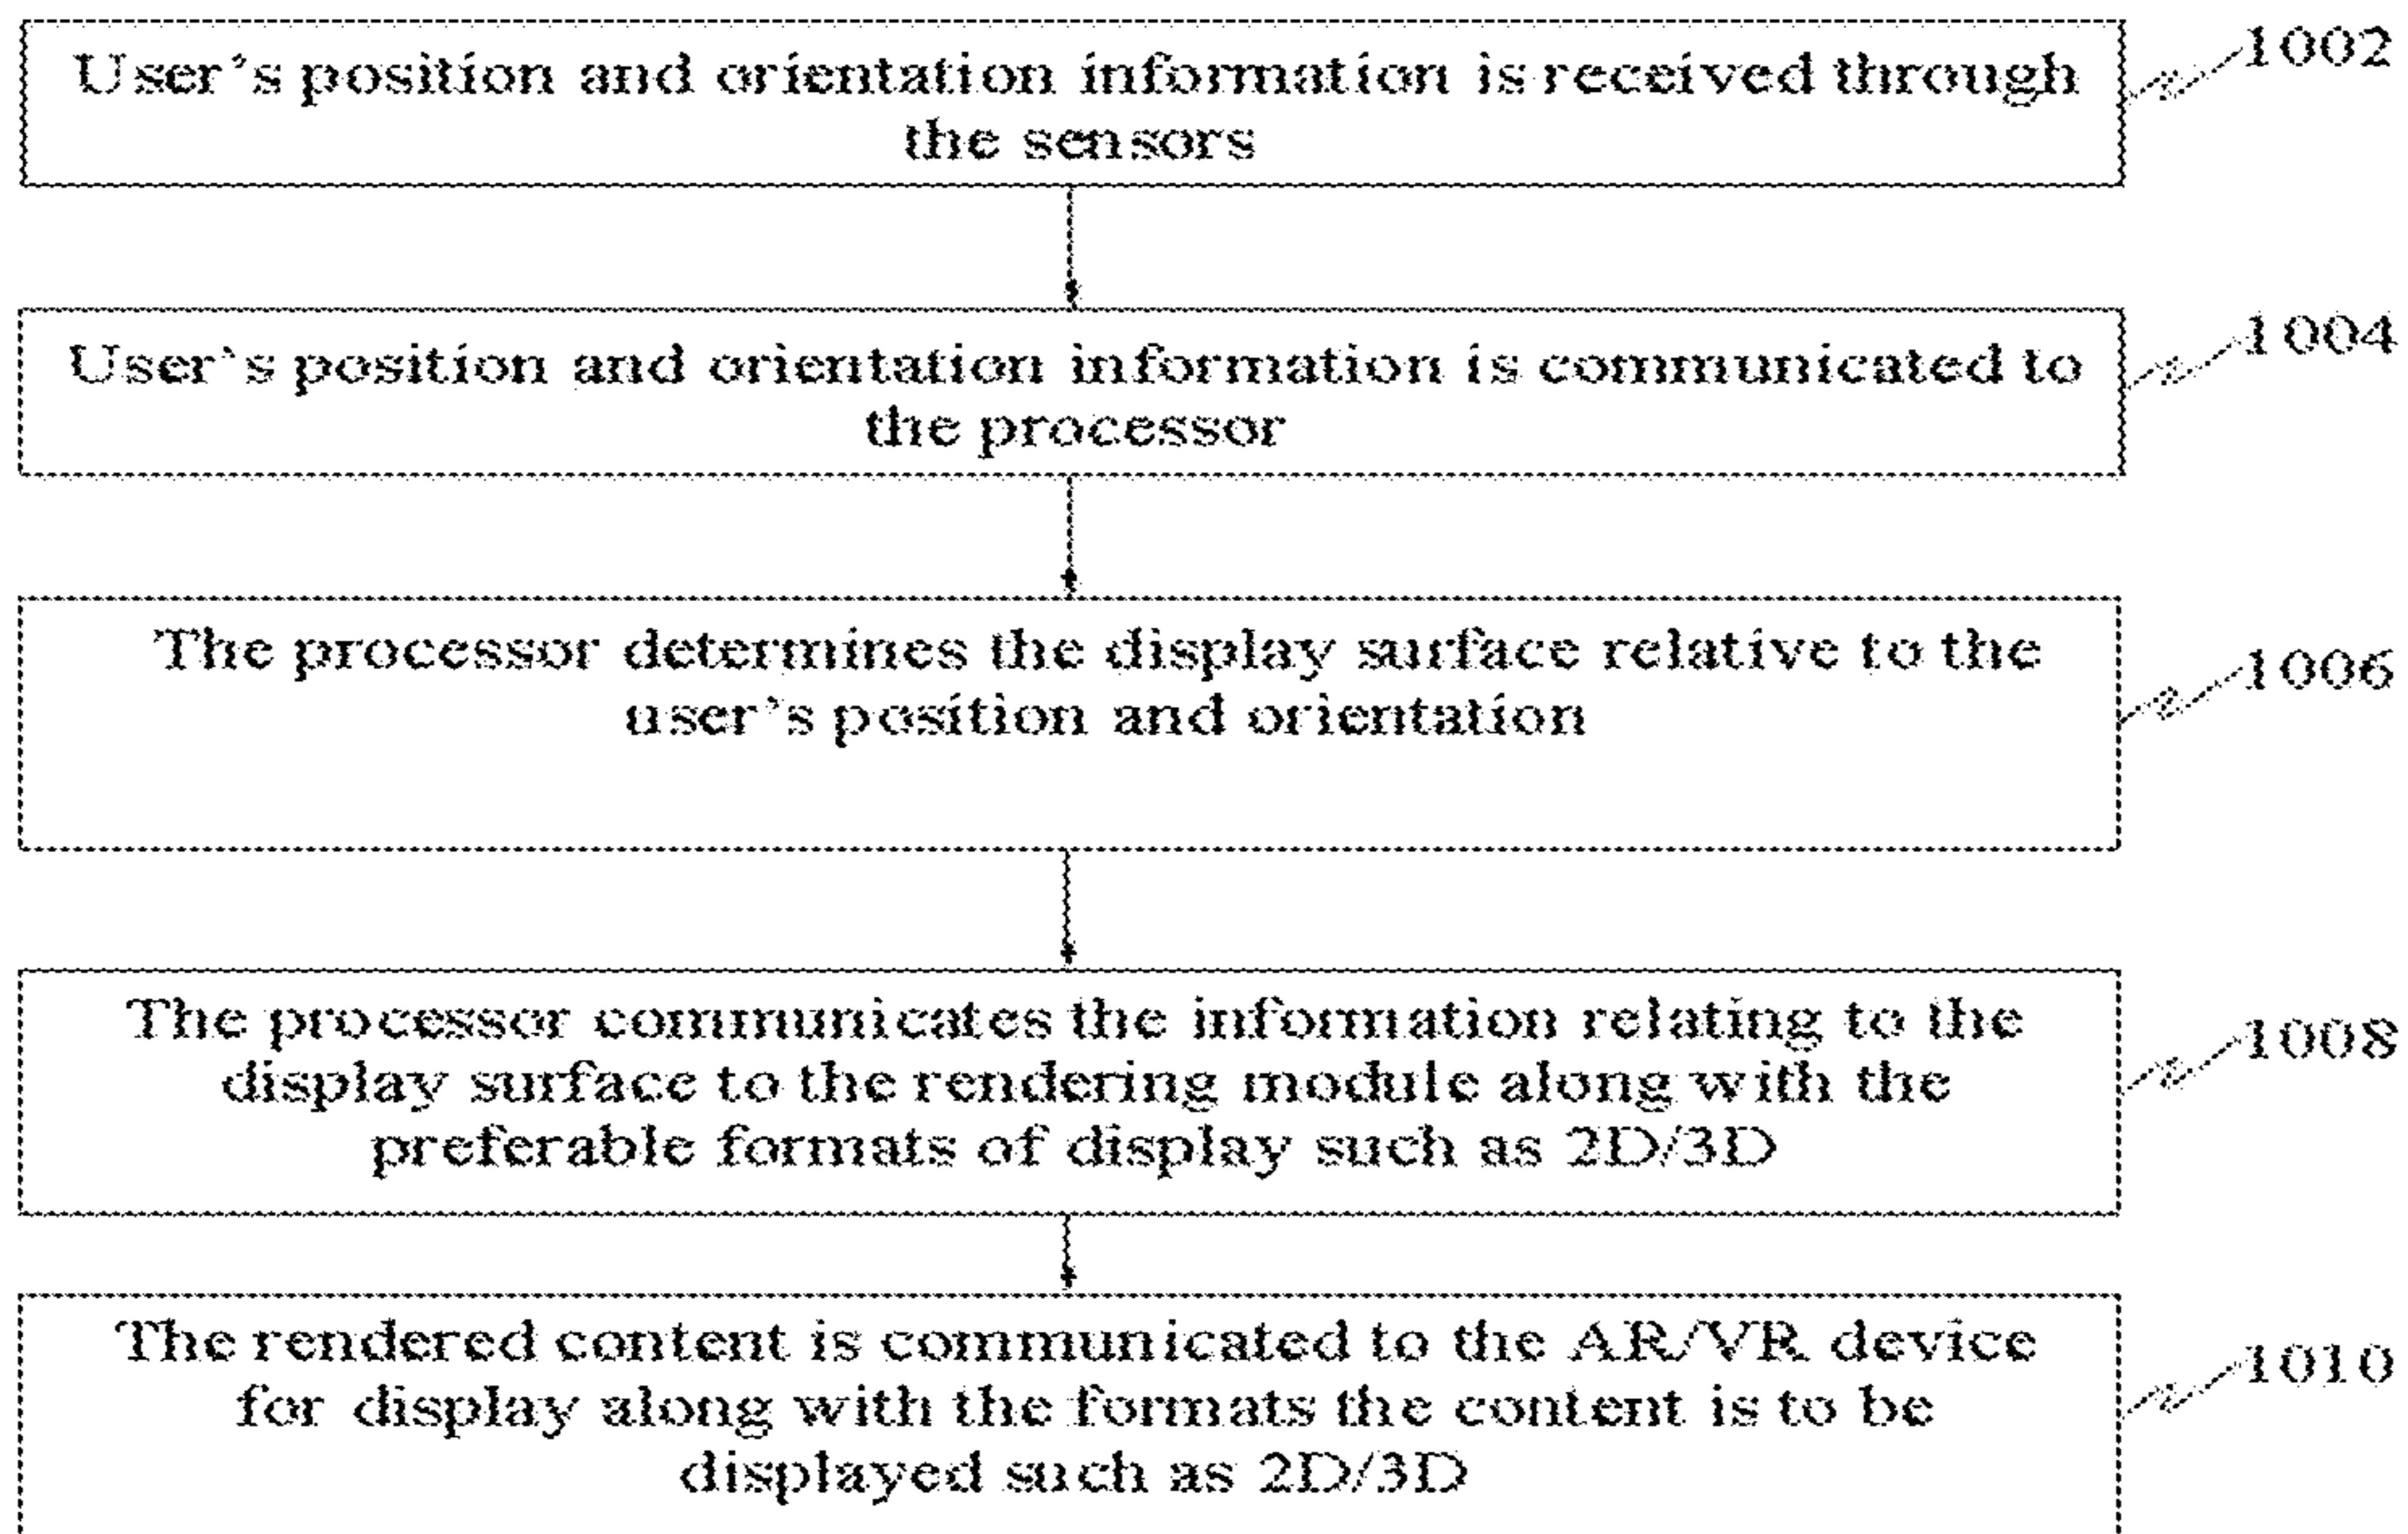 User's position and orientation information is received through
the sensors
1002
User's position and orientation information is communicated to
the processor
1004
The processor determines the display surface relative to the
user's position and orientation
1006
The processor communicates the information relating to the
display surface to the rendering module along with the
preferable formats of display such as 2D/3D
1008
The rendered content is communicated to the AR/VR device
for display along with the formats the content is to be
displayed such as 2D/3D
1010